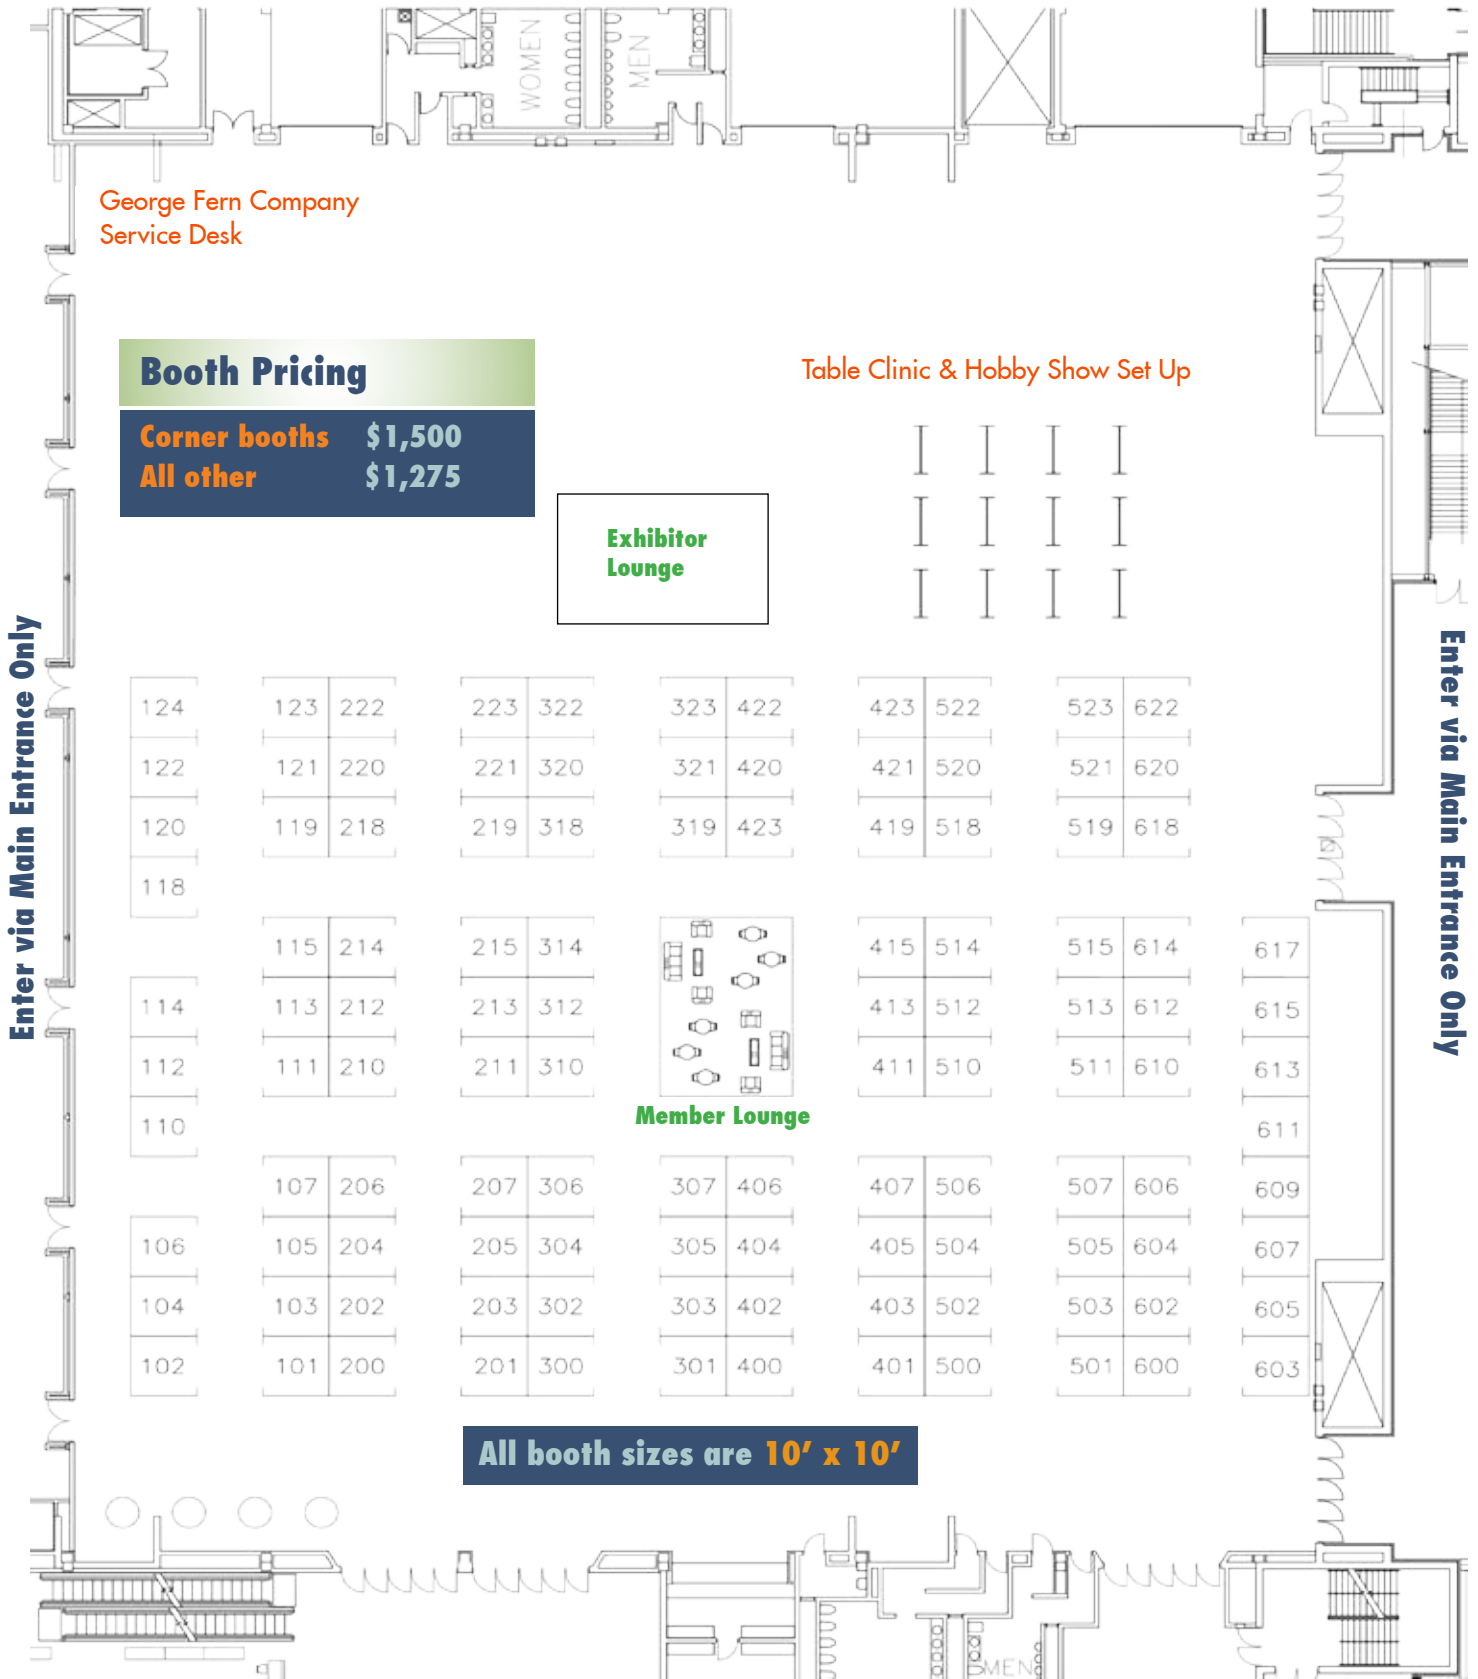 WOMEN
MEN
George Fern Company
Service Desk
Booth Pricing
Corner booths $1,500
All other $1,275
Table Clinic & Hobby Show Set Up
Exhibitor
Lounge
Enter via Main Entrance Only
Enter via Main Entrance Only
124 123 222 223 322 323 422 423 522 523 622
122 121 220 221 320 321 420 421 520 521 620
120 119 218 219 318 319 423 419 518 519 618
118
115 214 215 314 415 514 515 614 617
114 113 212 213 312 413 512 513 612 615
112 111 210 211 310 411 510 511 610 613
Member Lounge
110 611
107 206 207 306 307 406 407 506 507 606 609
106 105 204 205 304 305 404 405 504 505 604 607
104 103 202 203 302 303 402 403 502 503 602 605
102 101 200 201 300 301 400 401 500 501 600 603
All booth sizes are 10’ x 10’
MEN